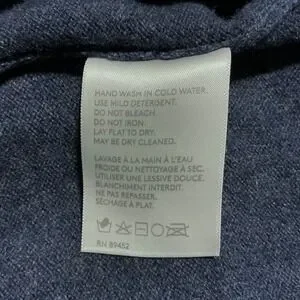 HAND WASH IN COLD WATER.
USE MILD DETERGENT.
DO NOT BLEACH.
DO NOT IRON.
LAY FLAT TO DRY.
MAY BE DRY CLEANED.
LAVAGE À LA MAIN À L'EAU
FROIDE OU NETTOYAGE À SEC.
UTILISER UNE LESSIVE DOUCE.
BLANCHIMENT INTERDIT.
NE PAS REPASSER.
SÉCHAGE À PLAT.
RN 89452